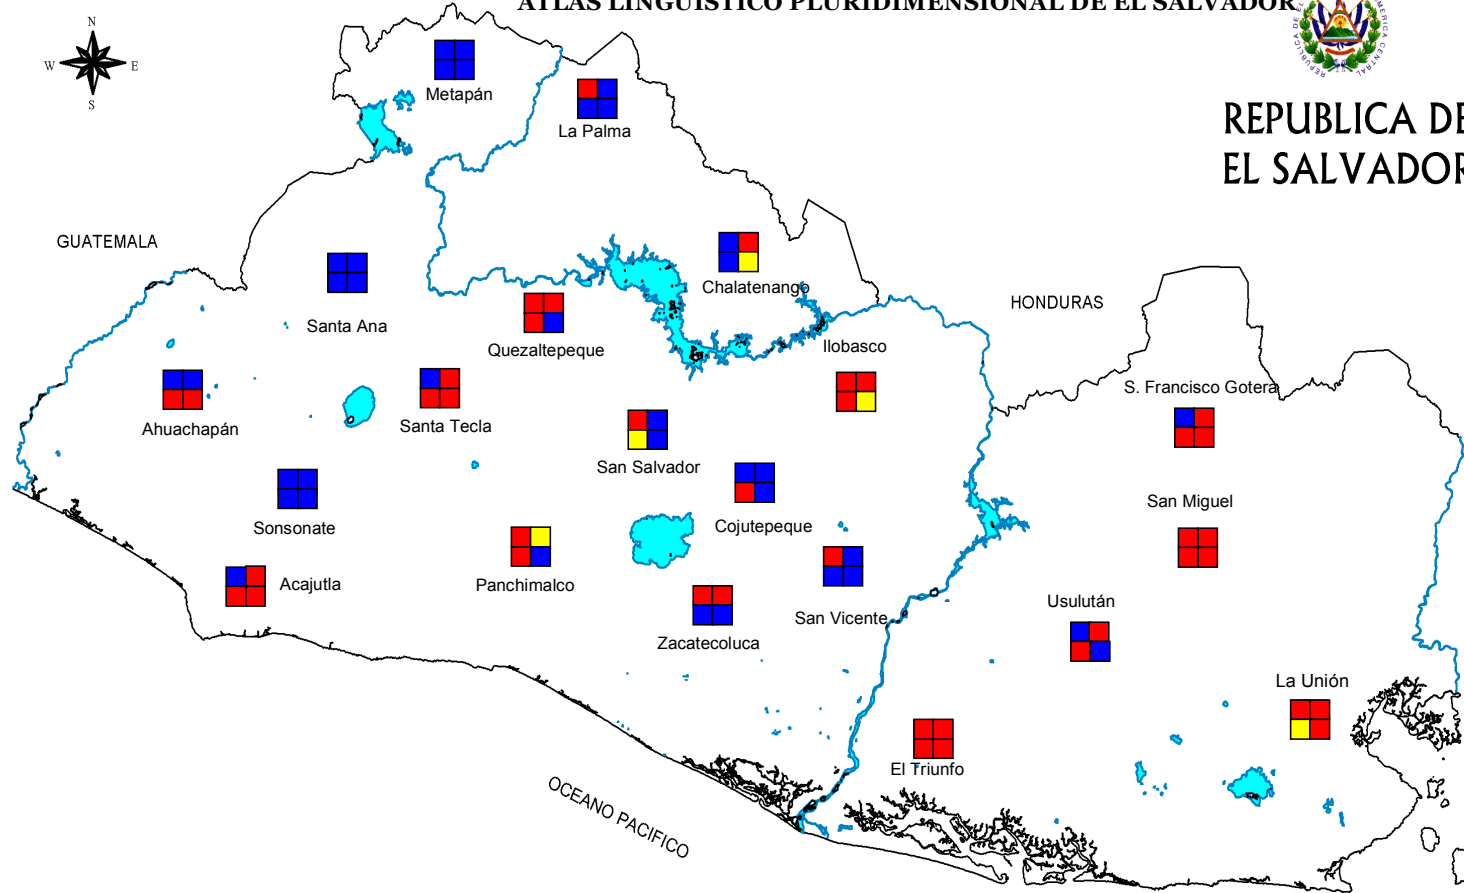 ATLAS LINGÜÍSTICO PLURIDIMENSIONAL DE EL SALVADOR
N
W
E
S
REPUBLICA DE
EL SALVADOR
Metapán
La Palma
GUATEMALA
Chalatenango
HONDURAS
Santa Ana
Quezaltepeque
Ilobasco
S. Francisco Gotera
Ahuachapán
Santa Tecla
San Salvador
San Miguel
Sonsonate
Cojutepeque
Acajutla
Panchimalco
Usulután
San Vicente
Zacatecoluca
La Unión
El Triunfo
OCEANO PACIFICO